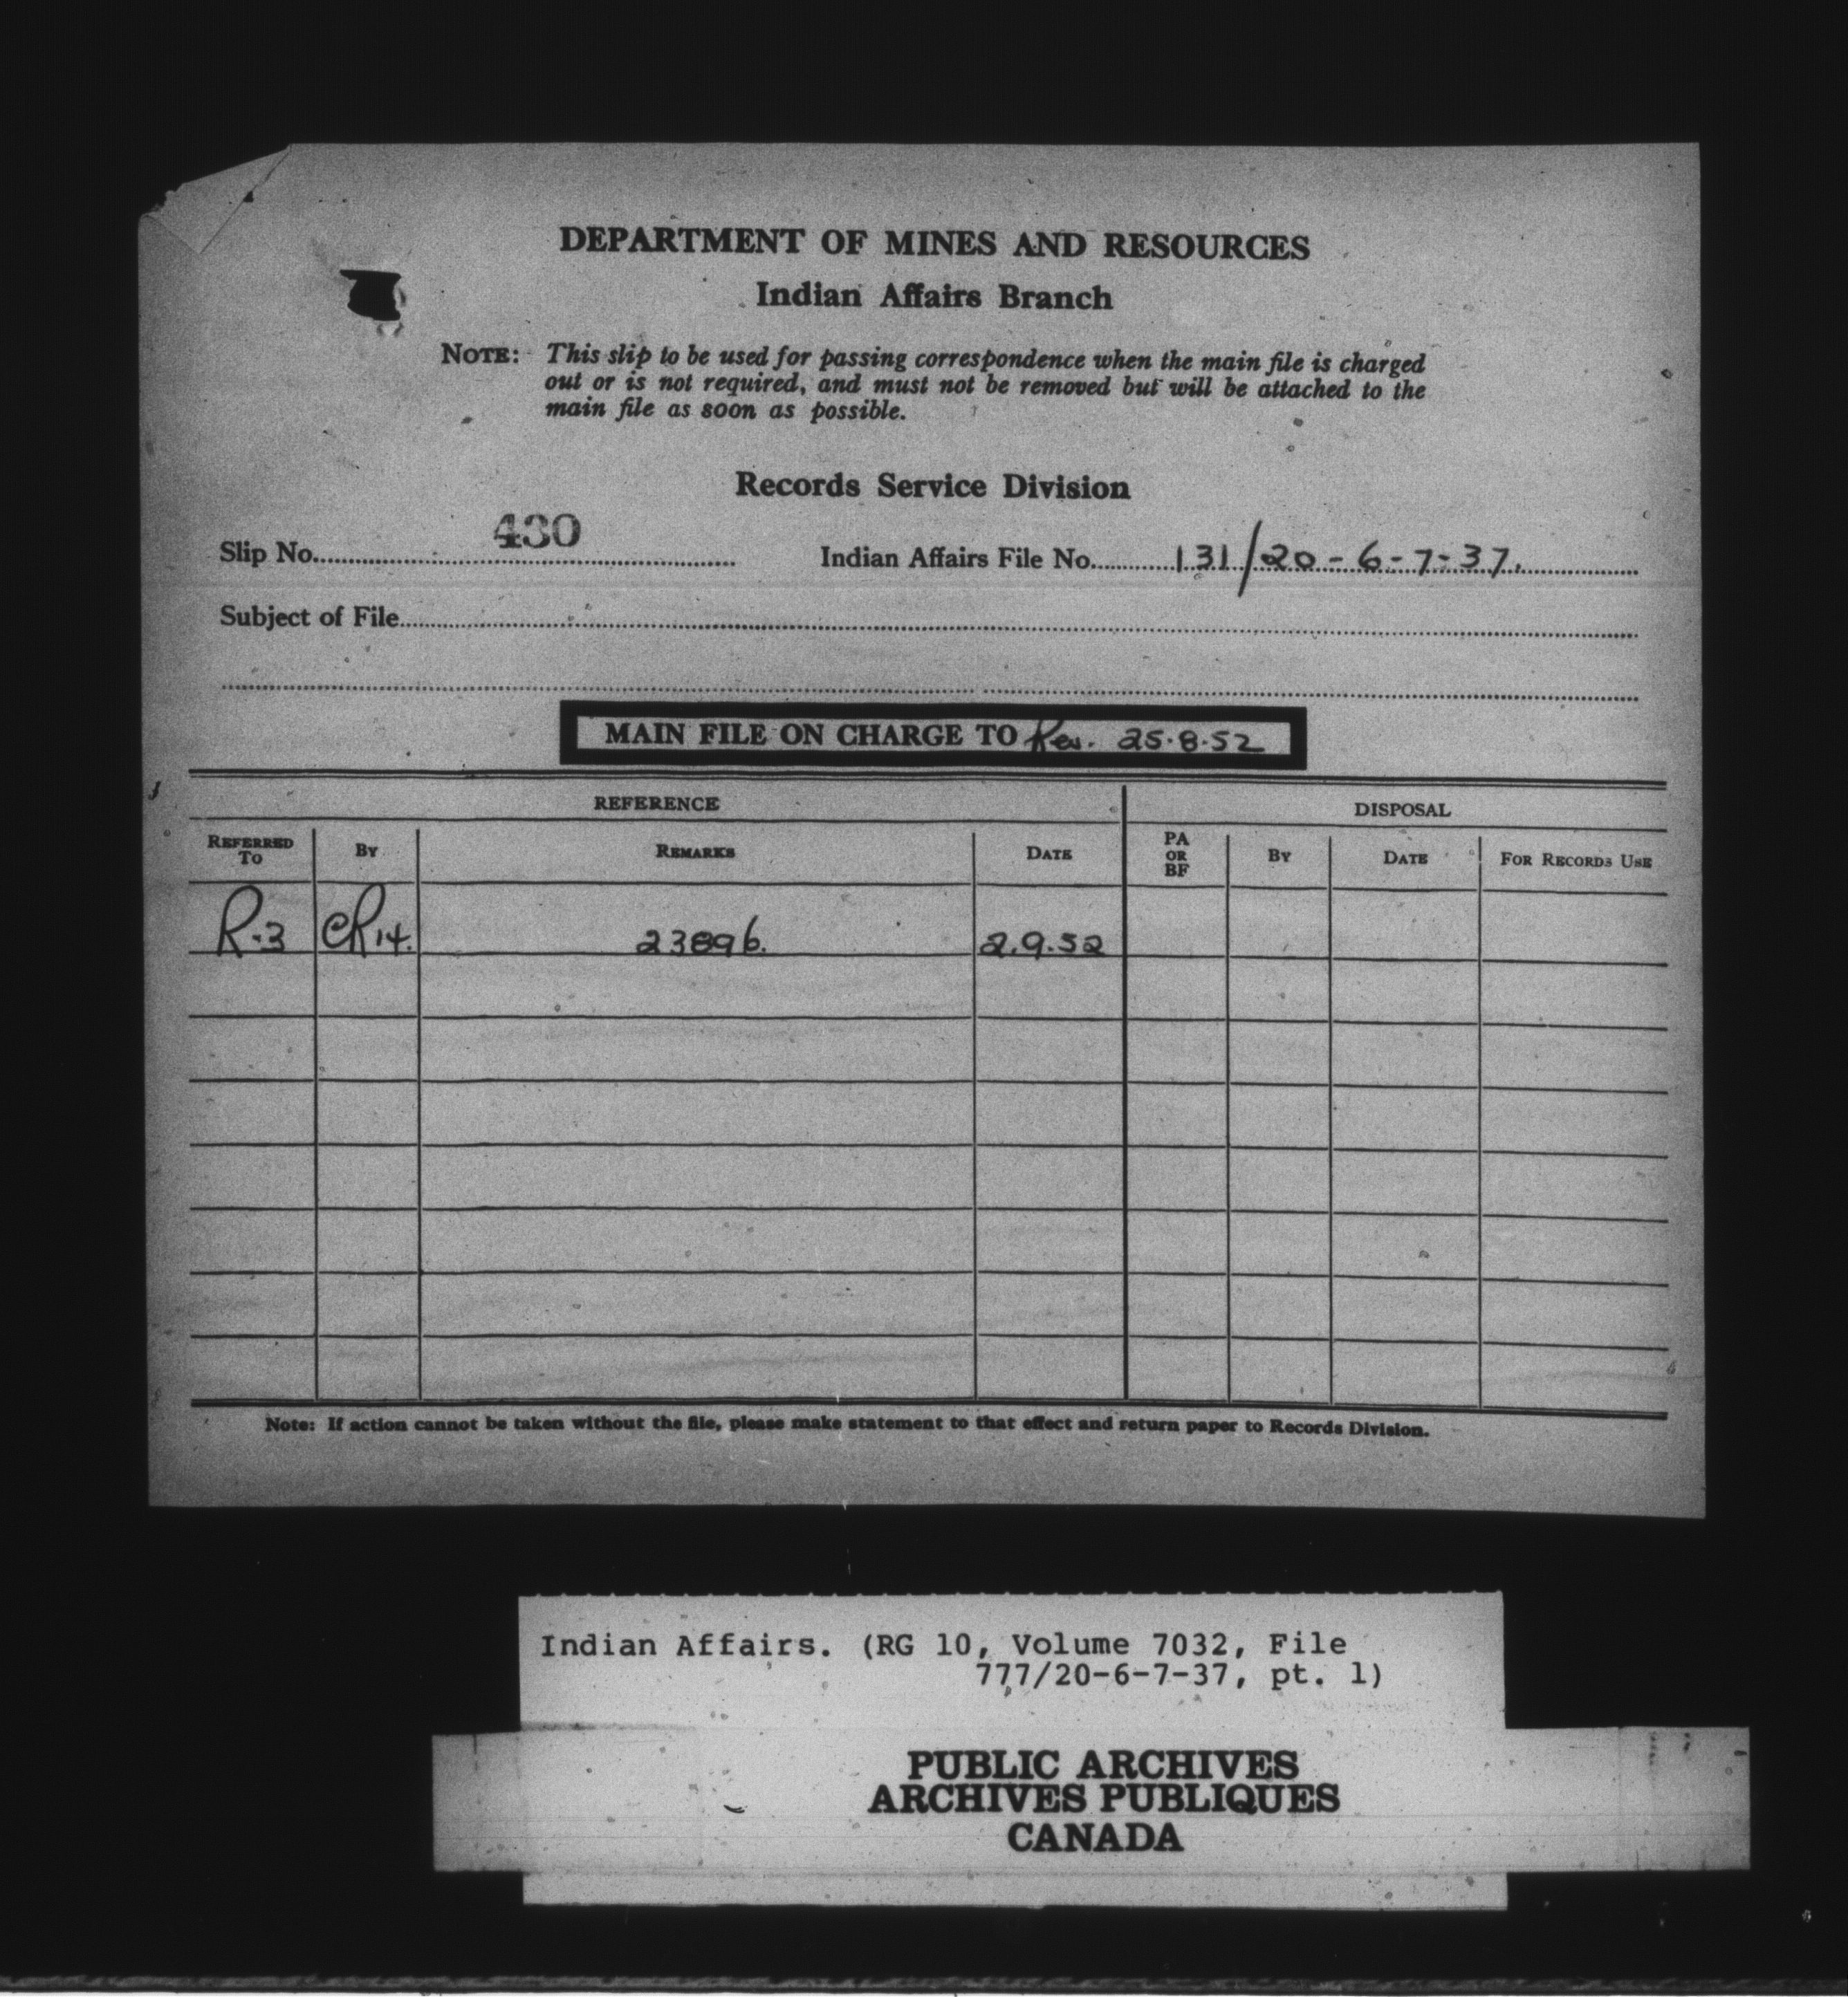 DEPARTMENT OF MINES AND RESOURCES
Indian Affairs Branch
NOTE: This slip to be used for passing correspondence when the main file is charged
out or is not required, and must not be removed but will be attached to the
main file as soon as possible.
Records Service Division
Slip No. 430 Indian Affairs File No. 131/20-6-7-37.
Subject of File
MAIN FILE ON CHARGE TO Rev. 25.8.52
REFERENCE DISPOSAL
REFERRED TO BY REMARKS DATE PA OR BF BY DATE FOR RECORDS USE
R-3 CR14. 23896. 2.9.52
Note: If action cannot be taken without the file, please make statement to that effect and return paper to Records Division.
Indian Affairs. (RG 10, Volume 7032, File
777/20-6-7-37, pt. 1)
PUBLIC ARCHIVES
ARCHIVES PUBLIQUES
CANADA